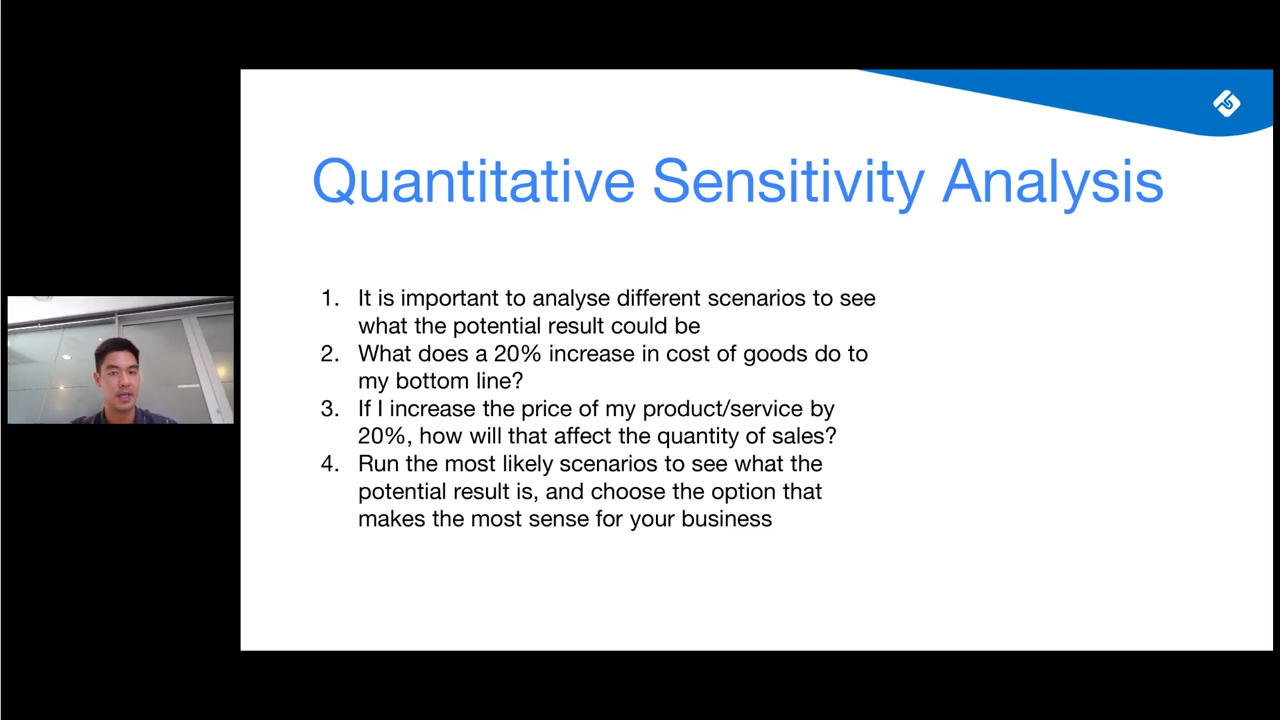 Quantitative Sensitivity Analysis
1. It is important to analyse different scenarios to see
what the potential result could be
2. What does a 20% increase in cost of goods do to
my bottom line?
3. If I increase the price of my product/service by
20%, how will that affect the quantity of sales?
4. Run the most likely scenarios to see what the
potential result is, and choose the option that
makes the most sense for your business